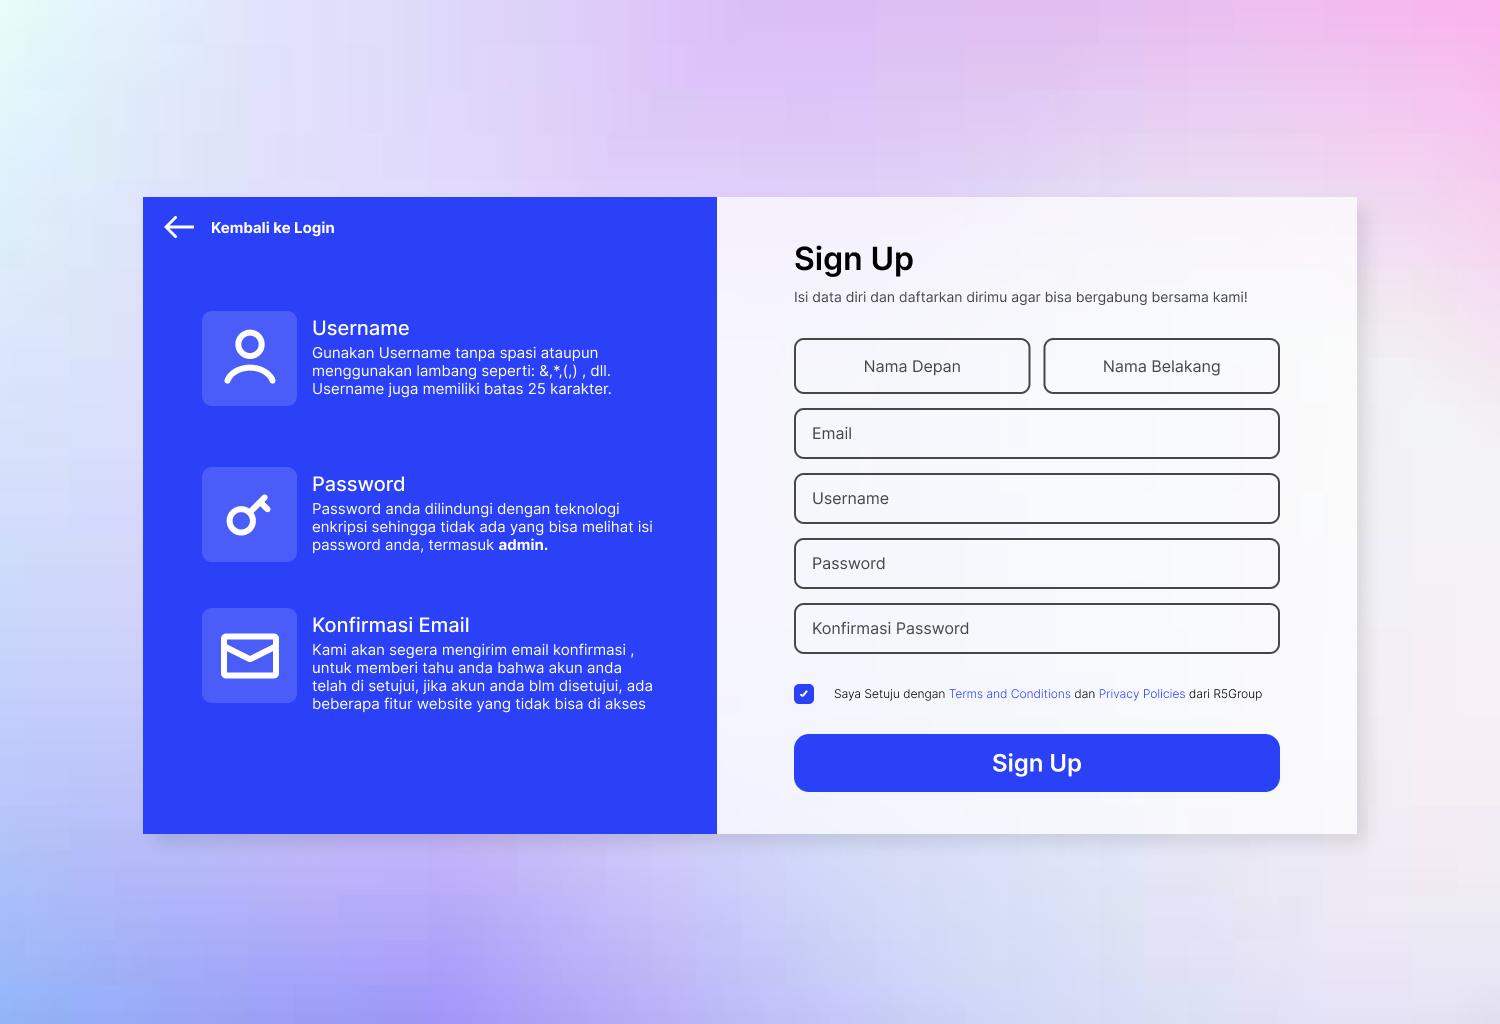 Kembali ke Login
Username
Gunakan Username tanpa spasi ataupun
menggunakan lambang seperti: &,*,(,) , dll.
Username juga memiliki batas 25 karakter.
Password
Password anda dilindungi dengan teknologi
enkripsi sehingga tidak ada yang bisa melihat isi
password anda, termasuk admin.
Konfirmasi Email
Kami akan segera mengirim email konfirmasi ,
untuk memberi tahu anda bahwa akun anda
telah di setujui, jika akun anda blm disetujui, ada
beberapa fitur website yang tidak bisa di akses
Sign Up
Isi data diri dan daftarkan dirimu agar bisa bergabung bersama kami!
Nama Depan
Nama Belakang
Email
Username
Password
Konfirmasi Password
Saya Setuju dengan Terms and Conditions dan Privacy Policies dari R5Group
Sign Up